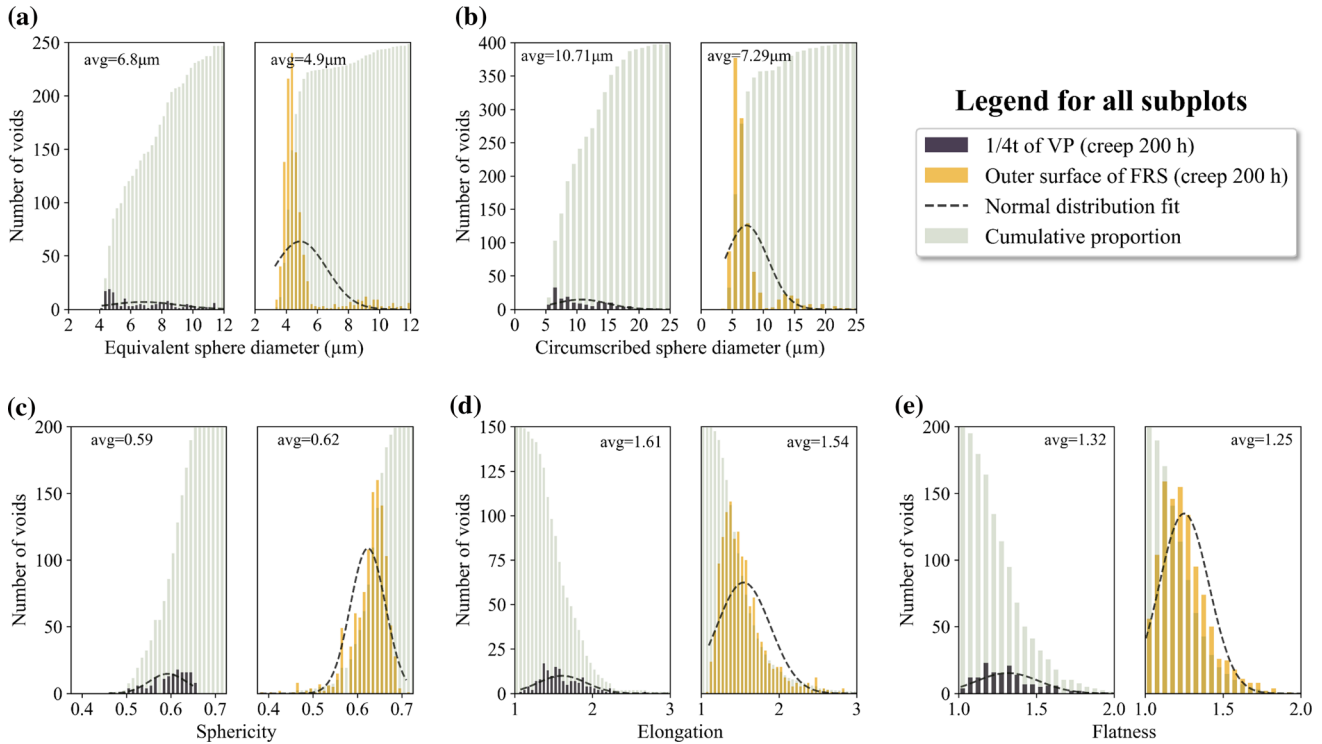 (a)
avg=6.8μm
avg=4.9μm
Number of voids
250
200
150
100
50
0
2 4 6 8 10 12
2 4 6 8 10 12
Equivalent sphere diameter (μm)
(b)
avg=10.71μm
avg=7.29μm
Number of voids
400
350
300
250
200
150
100
50
0
0 5 10 15 20 25
0 5 10 15 20 25
Circumscribed sphere diameter (μm)
Legend for all subplots
1/4t of VP (creep 200 h)
Outer surface of FRS (creep 200 h)
Normal distribution fit
Cumulative proportion
(c)
avg=0.59
avg=0.62
Number of voids
200
150
100
50
0
0.4 0.5 0.6 0.7
0.4 0.5 0.6 0.7
Sphericity
(d)
avg=1.61
avg=1.54
Number of voids
150
125
100
75
50
25
0
1 2 3
1 2 3
Elongation
(e)
avg=1.32
avg=1.25
Number of voids
200
150
100
50
0
1.0 1.5 2.0
1.0 1.5 2.0
Flatness